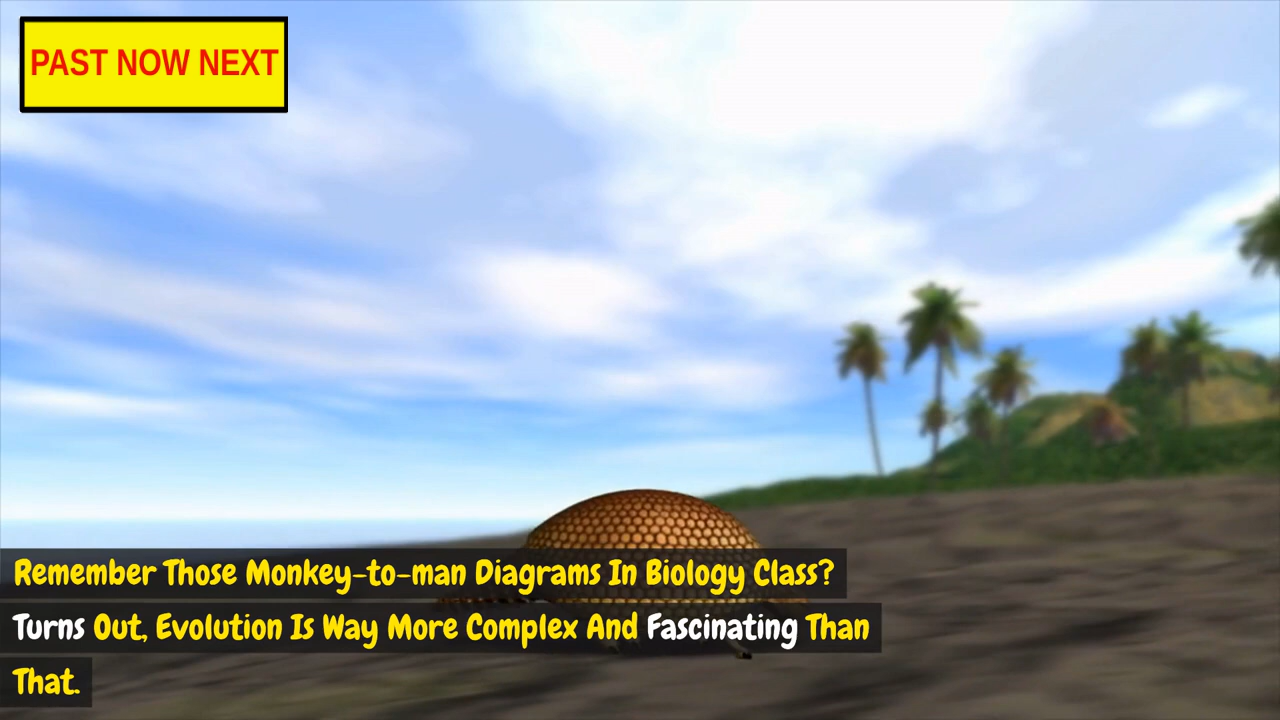 PAST NOW NEXT
Remember Those Monkey-to-man Diagrams In Biology Class?
Turns Out, Evolution Is Way More Complex And Fascinating Than
That.